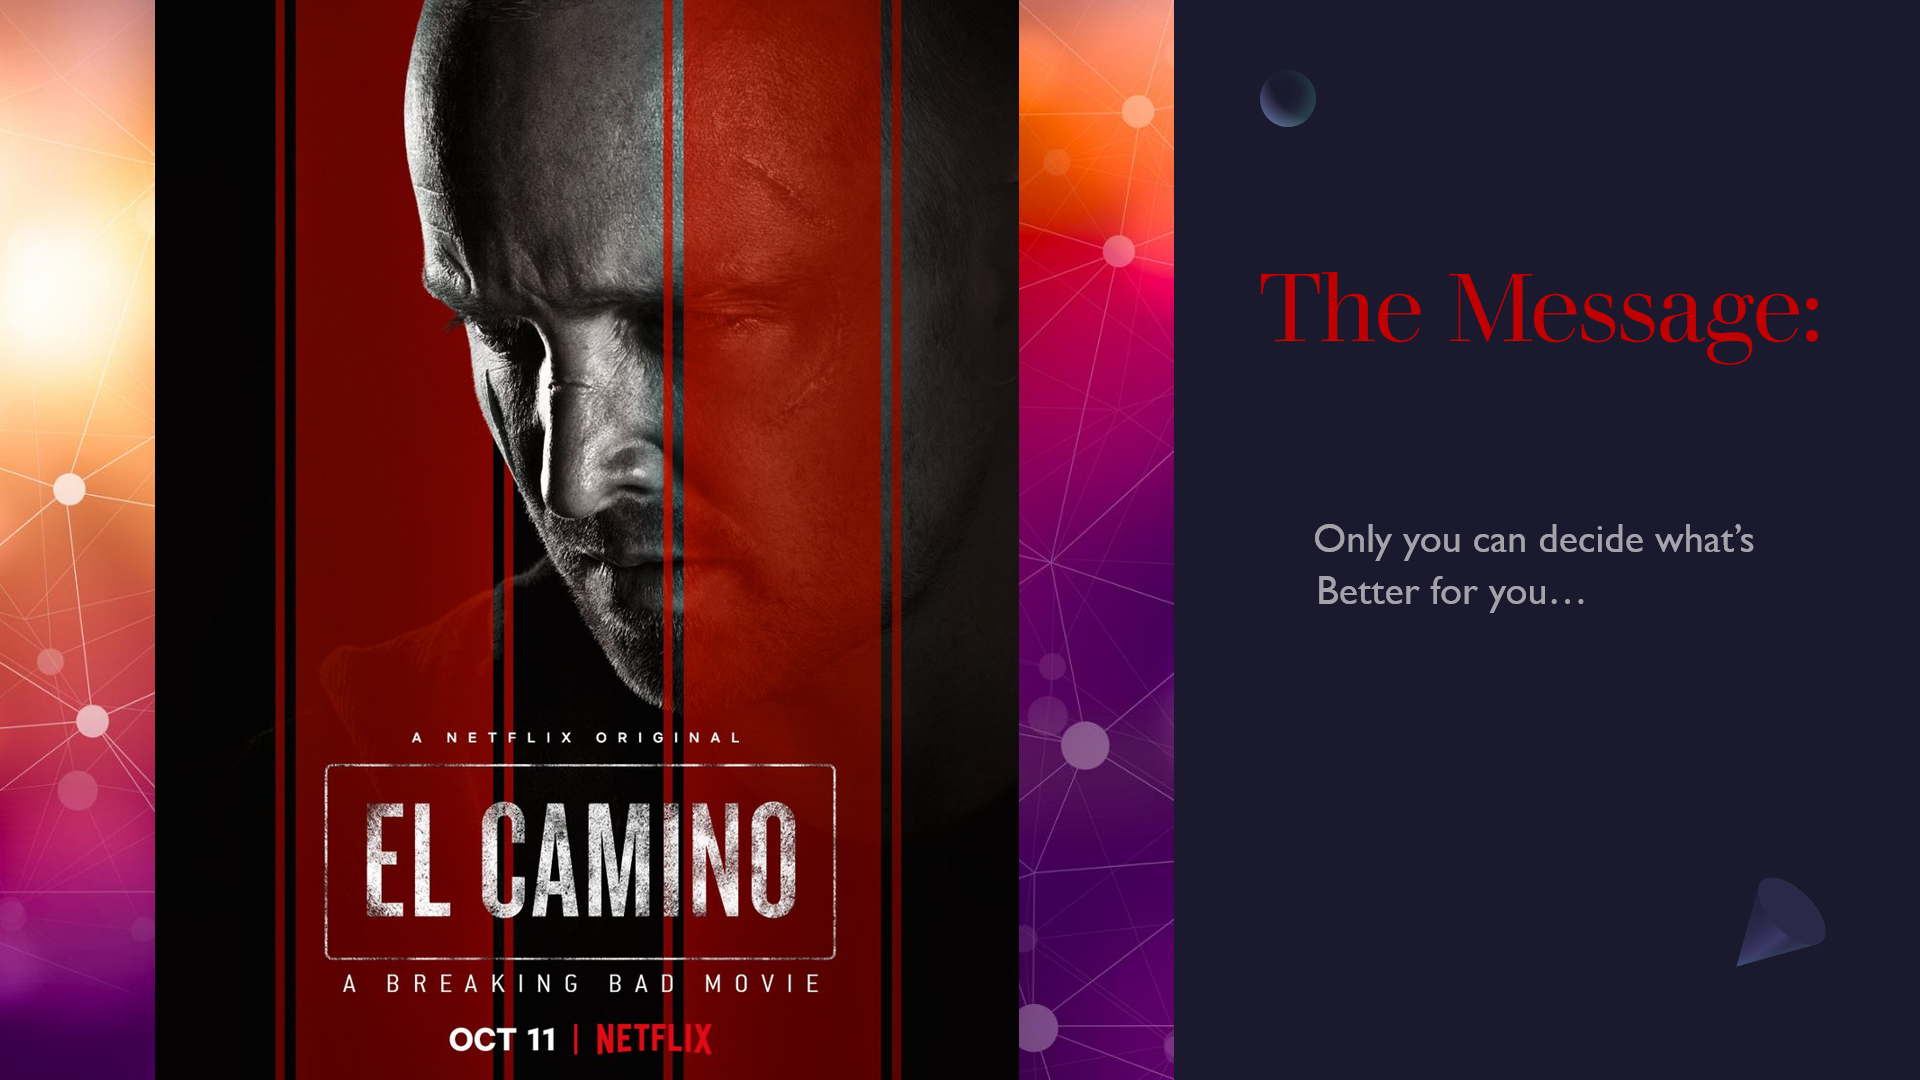 A NETFLIX ORIGINAL
EL CAMINO
A BREAKING BAD MOVIE
OCT 11 | NETFLIX
The Message:
Only you can decide what’s
Better for you…